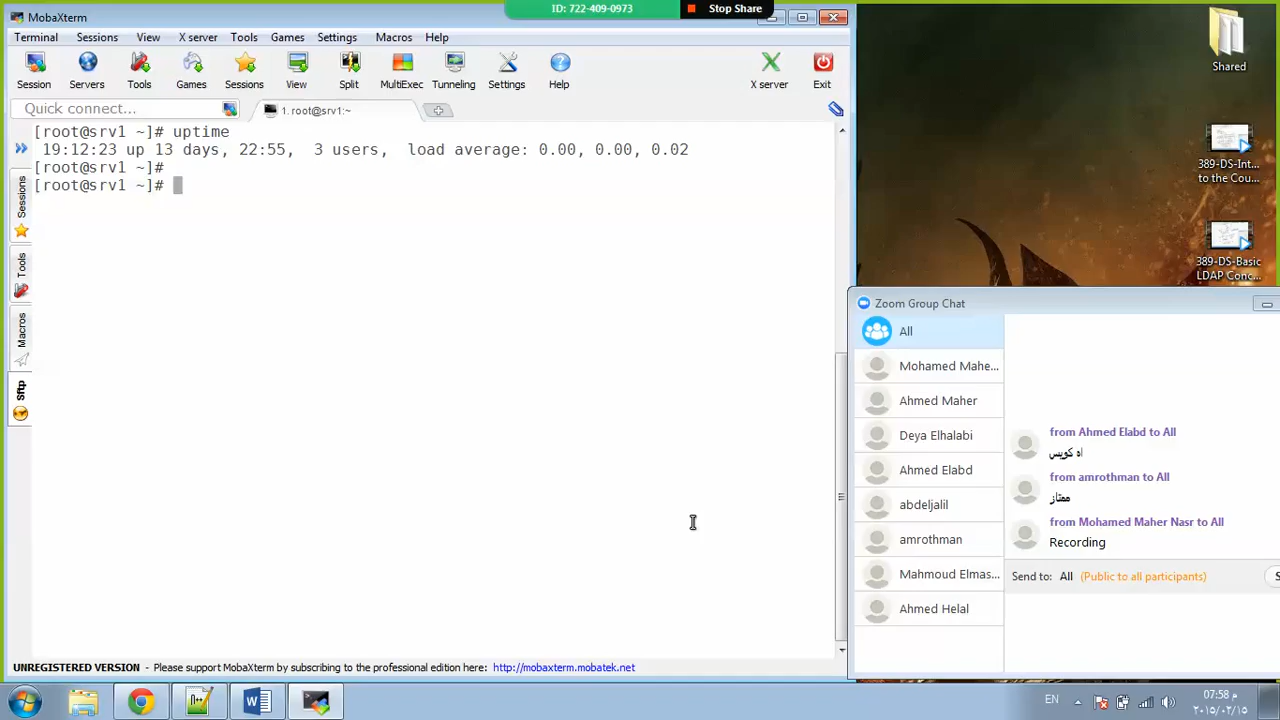 ID: 722-409-0973
Stop Share
MobaXterm
Terminal Sessions View X server Tools Games Settings Macros Help
Session Servers Tools Games Sessions View Split MultiExec Tunneling Settings Help X server Exit
Quick connect...
1. root@srv1:~
[root@srv1 ~]# uptime
19:12:23 up 13 days, 22:55, 3 users, load average: 0.00, 0.00, 0.02
[root@srv1 ~]#
[root@srv1 ~]#
Sessions
Tools
Macros
Sftp
UNREGISTERED VERSION - Please support MobaXterm by subscribing to the professional edition here: http://mobaxterm.mobatek.net
Shared
389-DS-Int...
to the Cou...
389-DS-Basic
LDAP Conc...
Zoom Group Chat
All
Mohamed Mahe...
Ahmed Maher
Deya Elhalabi
Ahmed Elabd
abdeljalil
amrothman
Mahmoud Elmas...
Ahmed Helal
from Ahmed Elabd to All
اه كويس
from amrothman to All
ممتاز
from Mohamed Maher Nasr to All
Recording
Send to: All (Public to all participants)
S
EN
07:58 م
٢٠١٥/٠٢/١٥